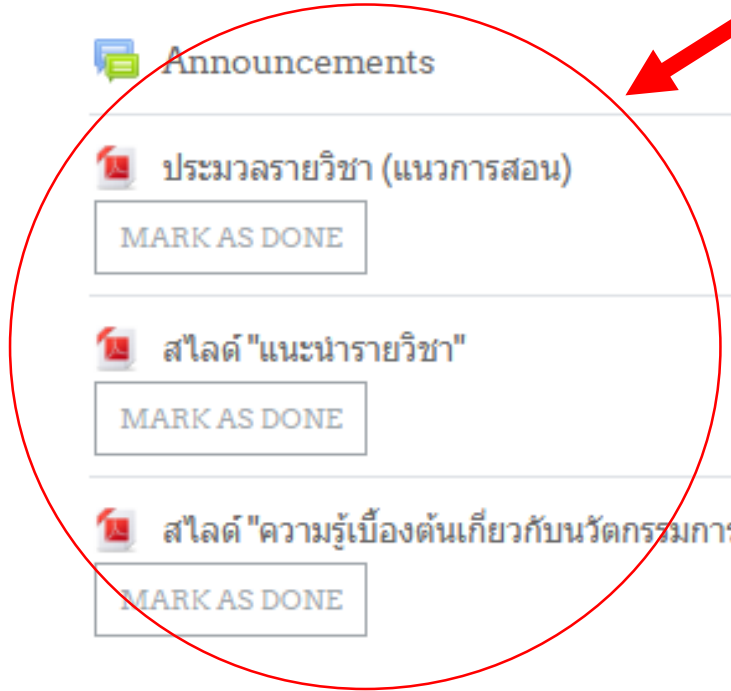 Announcements
ประมวลรายวิชา (แนวการสอน)
MARK AS DONE
สไลด์ "แนะนำรายวิชา"
MARK AS DONE
สไลด์ "ความรู้เบื้องต้นเกี่ยวกับนวัตกรรมการ
MARK AS DONE